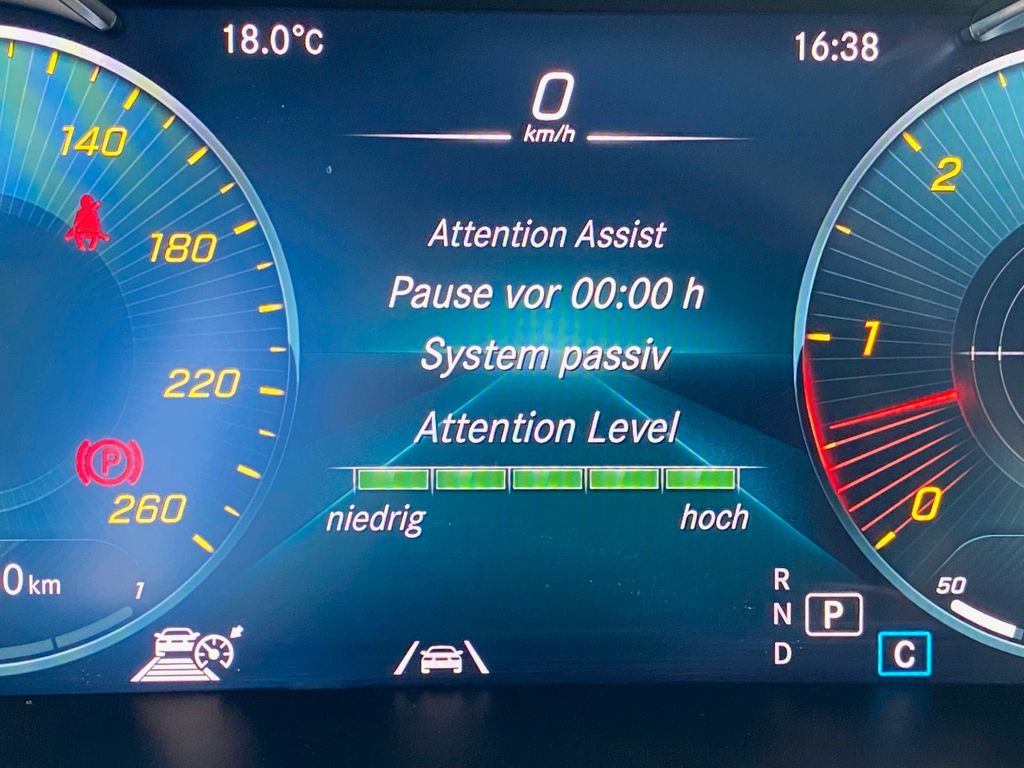 18.0°C
16:38
0
km/h
140
180
220
260
Attention Assist
Pause vor 00:00 h
System passiv
Attention Level
niedrig
hoch
2
1
0
P
0 km
1
R
N
P
D
C
50